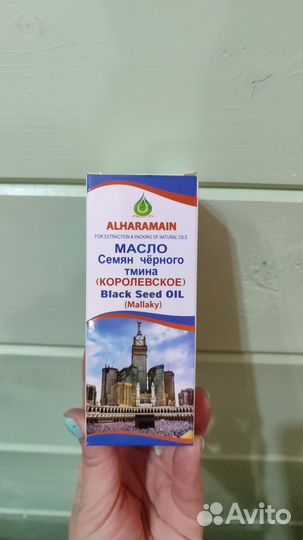 ALHARAMAIN
FOR EXTRACTION & PACKING OF NATURAL OILS
МАСЛО
Семян чёрного
тмина
(КОРОЛЕВСКОЕ)
Black Seed OIL
(Mallaky)
Avito